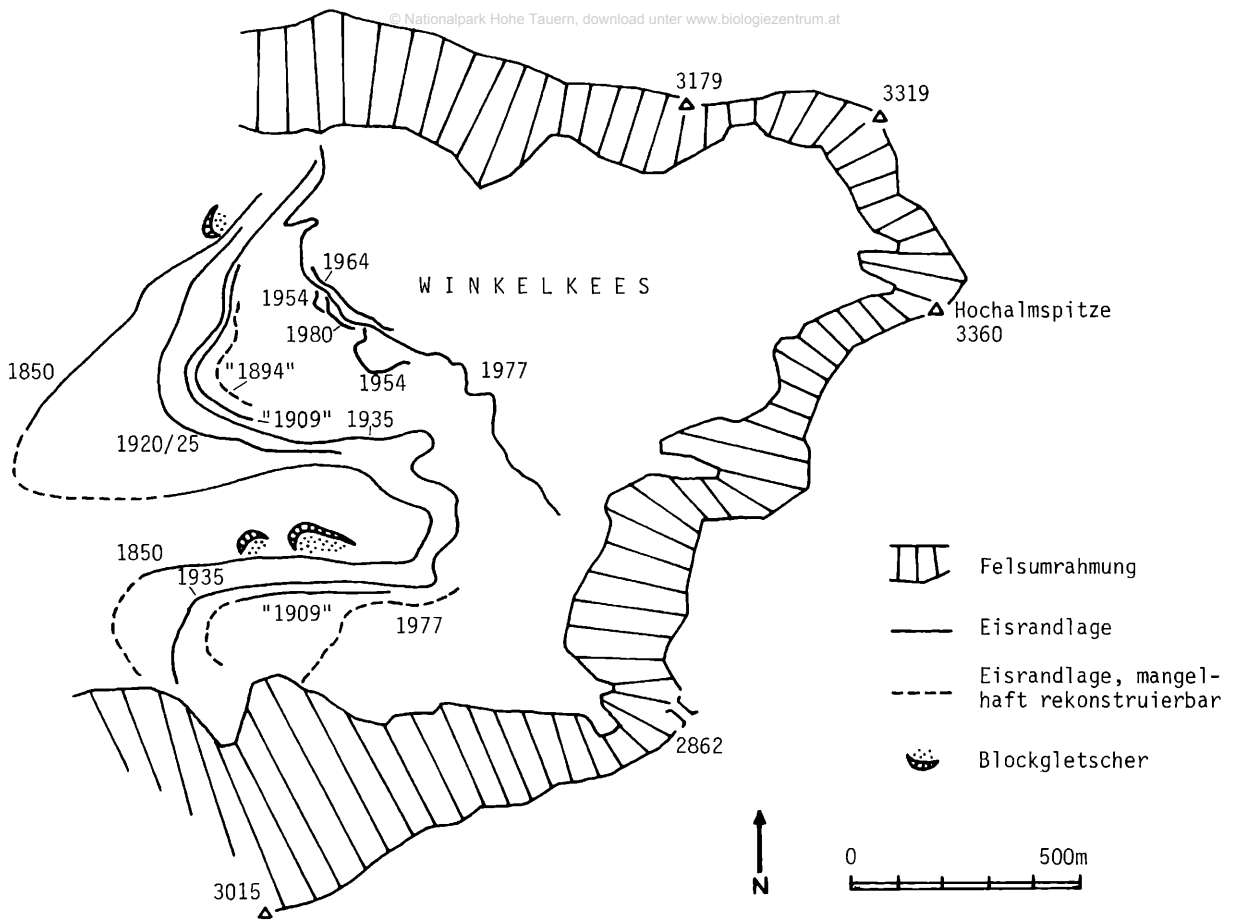 © Nationalpark Hohe Tauern, download unter www.biologiezentrum.at
3179
3319
1964
WINKELKEES
1954
1980
Hochalmspitze
3360
1850
"1894"
1954
1977
"1909"
1935
1920/25
1850
1935
"1909"
1977
Felsumrahmung
Eisrandlage
Eisrandlage, mangel-
haft rekonstruierbar
2862
Blockgletscher
3015
N
0 500m